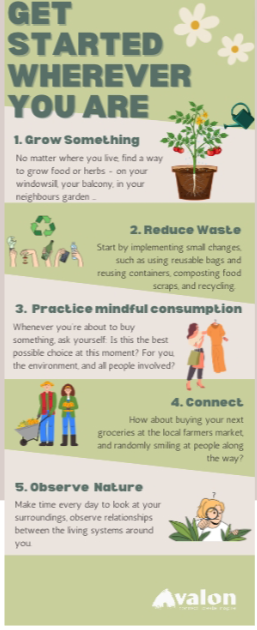 GET
STARTED
WHEREVER
YOU ARE
1. Grow Something
No matter where you live, find a way
to grow food or herbs - on your
windowsill, your balcony, in your
neighbours garden ...
2. Reduce Waste
Start by implementing small changes,
such as using reusable bags and
reusing containers, composting food
scraps, and recycling.
3. Practice mindful consumption
Whenever you're about to buy
something, ask yourself: Is this the best
possible choice at this moment? For you,
the environment, and all people involved?
4. Connect
How about buying your next
groceries at the local farmers market,
and randomly smiling at people along
the way?
5. Observe Nature
?
Make time every day to look at your
surroundings, observe relationships
between the living systems around
you.
Avalon